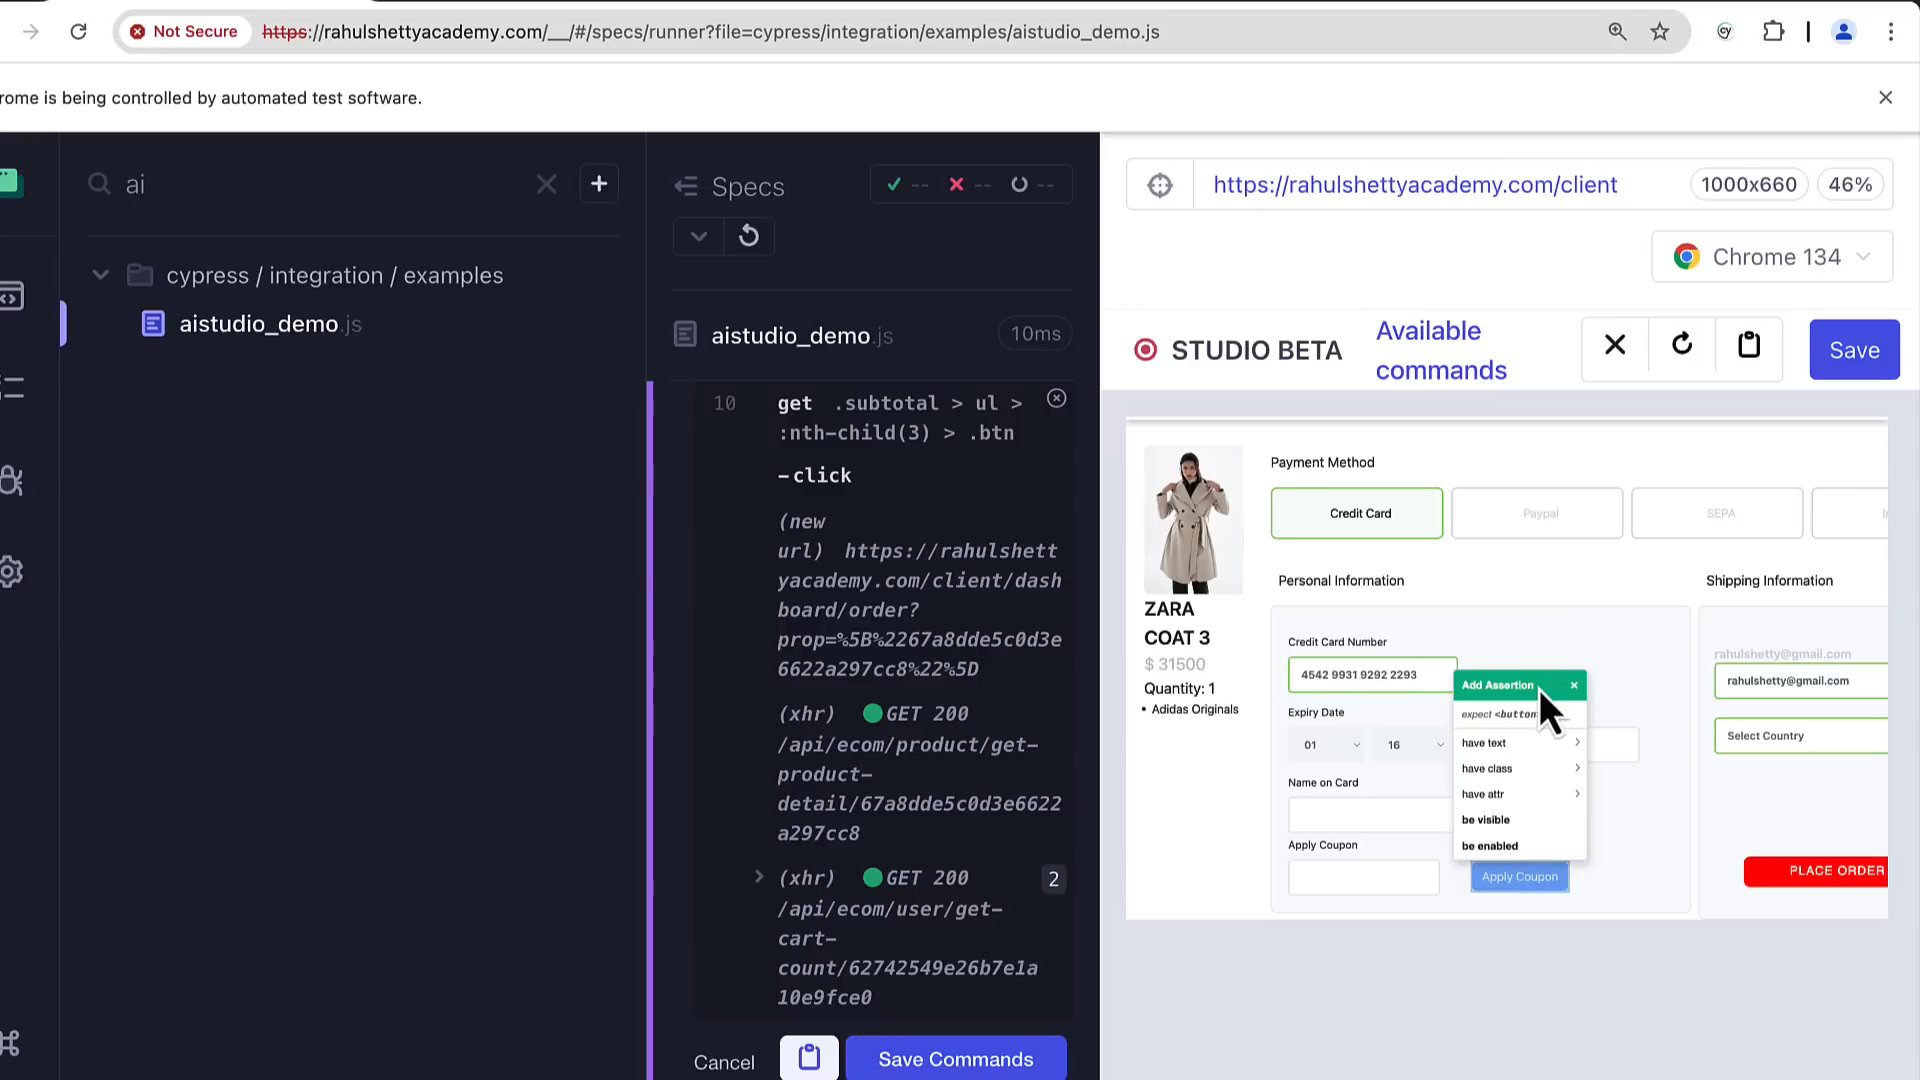 Not Secure https://rahulshettyacademy.com/__/#/specs/runner?file=cypress/integration/examples/aistudio_demo.js
rome is being controlled by automated test software.
ai
cypress / integration / examples
aistudio_demo.js
Specs
-- -- --
aistudio_demo.js 10ms
10 get .subtotal > ul >
:nth-child(3) > .btn
-click
(new
url) https://rahulshett
yacademy.com/client/dash
board/order?
prop=%5B%2267a8dde5c0d3e
6622a297cc8%22%5D
(xhr) GET 200
/api/ecom/product/get-
product-
detail/67a8dde5c0d3e6622
a297cc8
(xhr) GET 200 2
/api/ecom/user/get-
cart-
count/62742549e26b7e1a
10e9fce0
Cancel
Save Commands
https://rahulshettyacademy.com/client 1000x660 46%
Chrome 134
STUDIO BETA
Available
commands
Save
Payment Method
Credit Card Paypal SEPA
Personal Information
Shipping Information
ZARA
COAT 3
$ 31500
Quantity: 1
• Adidas Originals
Credit Card Number
4542 9931 9292 2293
Expiry Date
01 16
Name on Card
Apply Coupon
Add Assertion
expect <button
have text
have class
have attr
be visible
be enabled
Apply Coupon
rahulshetty@gmail.com
rahulshetty@gmail.com
Select Country
PLACE ORDER